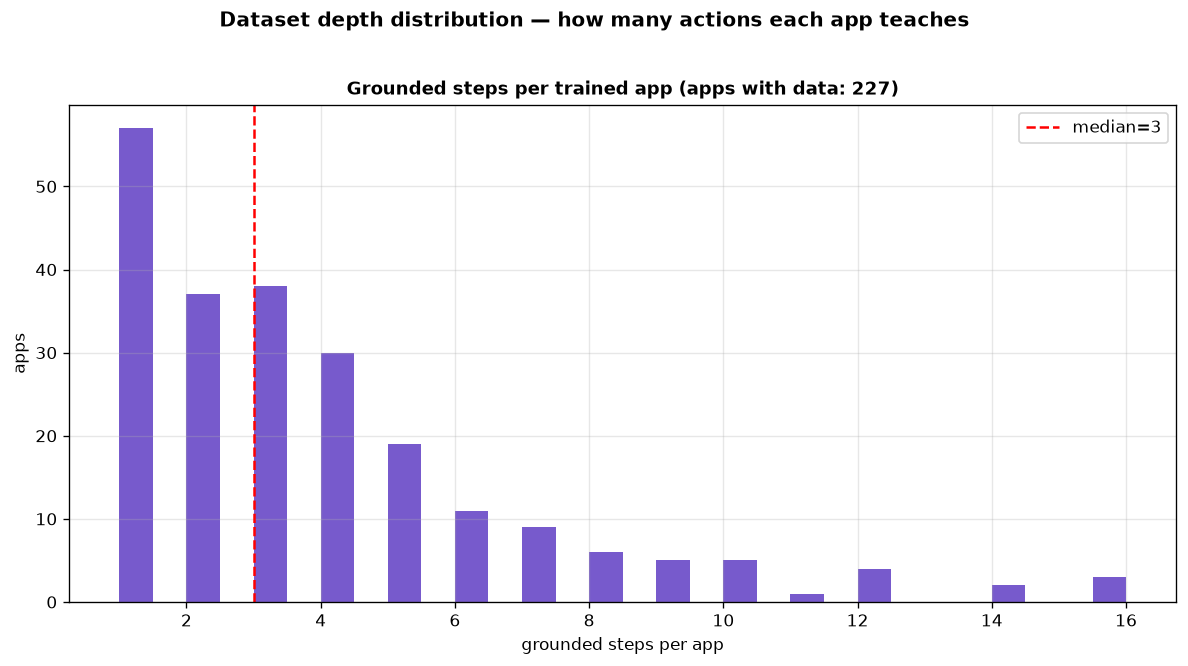 Dataset depth distribution — how many actions each app teaches
Grounded steps per trained app (apps with data: 227)
median=3
50
40
30
20
10
0
apps
2 4 6 8 10 12 14 16
grounded steps per app